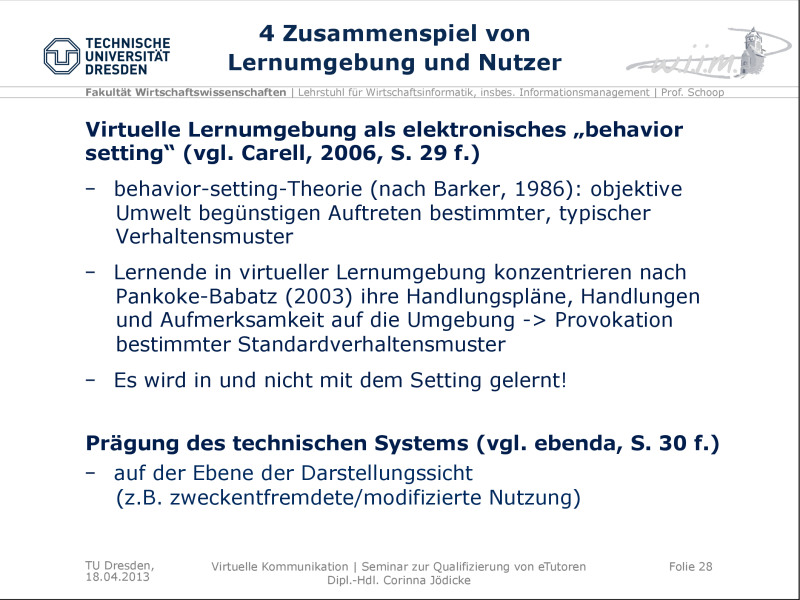 TECHNISCHE
UNIVERSITÄT
DRESDEN
4 Zusammenspiel von
Lernumgebung und Nutzer
wiim
Fakultät Wirtschaftswissenschaften | Lehrstuhl für Wirtschaftsinformatik, insbes. Informationsmanagement | Prof. Schoop
Virtuelle Lernumgebung als elektronisches „behavior
setting“ (vgl. Carell, 2006, S. 29 f.)
– behavior-setting-Theorie (nach Barker, 1986): objektive
Umwelt begünstigen Auftreten bestimmter, typischer
Verhaltensmuster
– Lernende in virtueller Lernumgebung konzentrieren nach
Pankoke-Babatz (2003) ihre Handlungspläne, Handlungen
und Aufmerksamkeit auf die Umgebung -> Provokation
bestimmter Standardverhaltensmuster
– Es wird in und nicht mit dem Setting gelernt!
Prägung des technischen Systems (vgl. ebenda, S. 30 f.)
– auf der Ebene der Darstellungssicht
(z.B. zweckentfremdete/modifizierte Nutzung)
TU Dresden,
18.04.2013
Virtuelle Kommunikation | Seminar zur Qualifizierung von eTutoren
Dipl.-Hdl. Corinna Jödicke
Folie 28